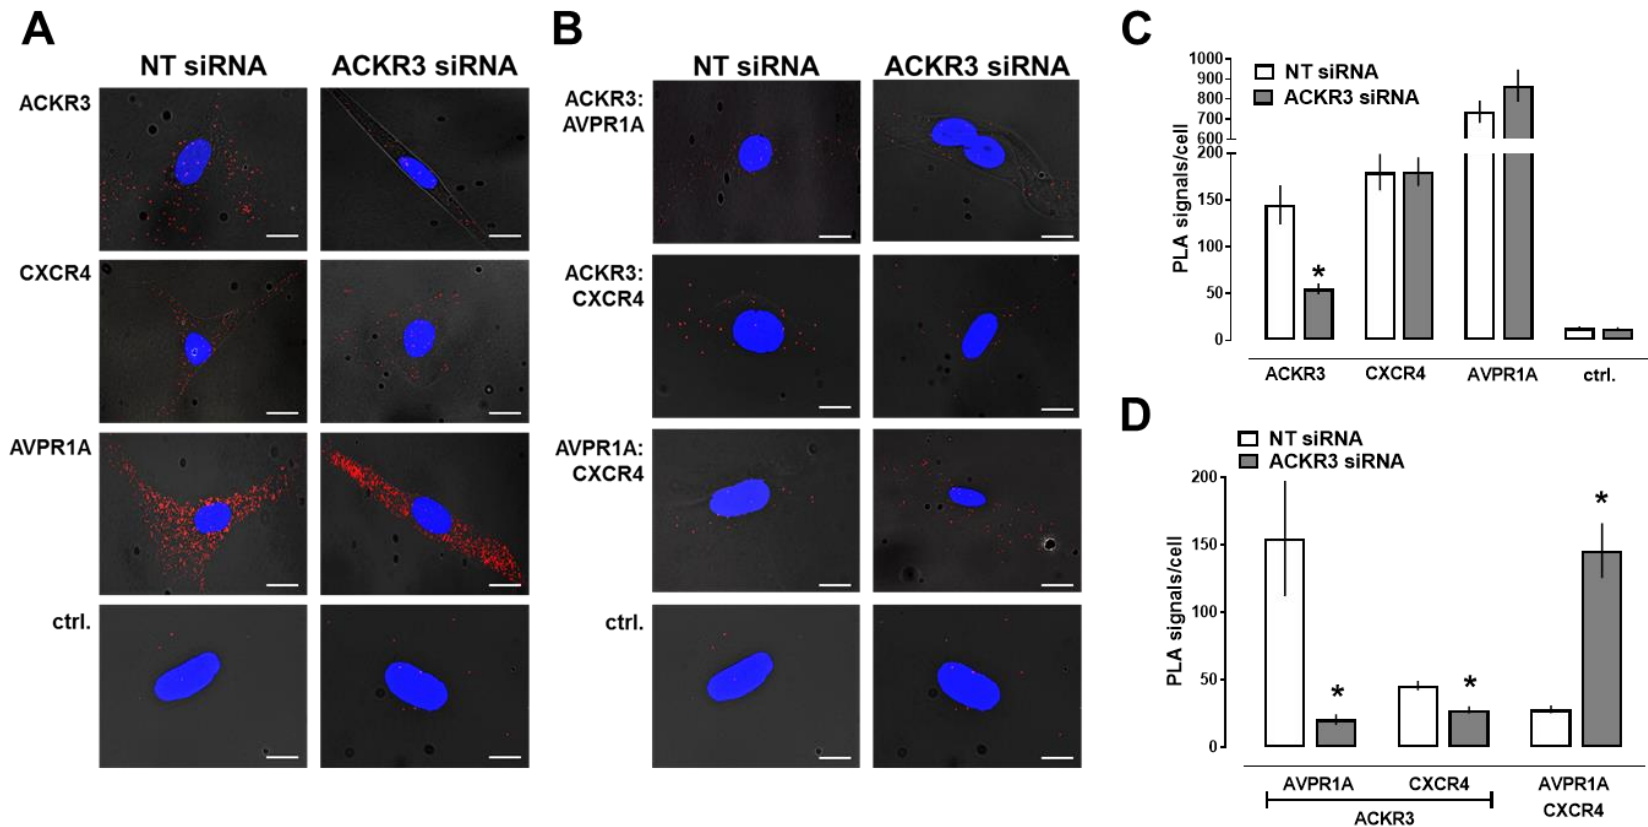 A
NT siRNA
ACKR3 siRNA
ACKR3
CXCR4
AVPR1A
ctrl.
B
NT siRNA
ACKR3 siRNA
ACKR3:
AVPR1A
ACKR3:
CXCR4
AVPR1A:
CXCR4
ctrl.
C
NT siRNA
ACKR3 siRNA
PLA signals/cell
1000
900
800
700
600
200
150
100
50
0
*
ACKR3
CXCR4
AVPR1A
ctrl.
D
NT siRNA
ACKR3 siRNA
PLA signals/cell
200
150
100
50
0
*
*
*
AVPR1A
CXCR4
AVPR1A
ACKR3
CXCR4